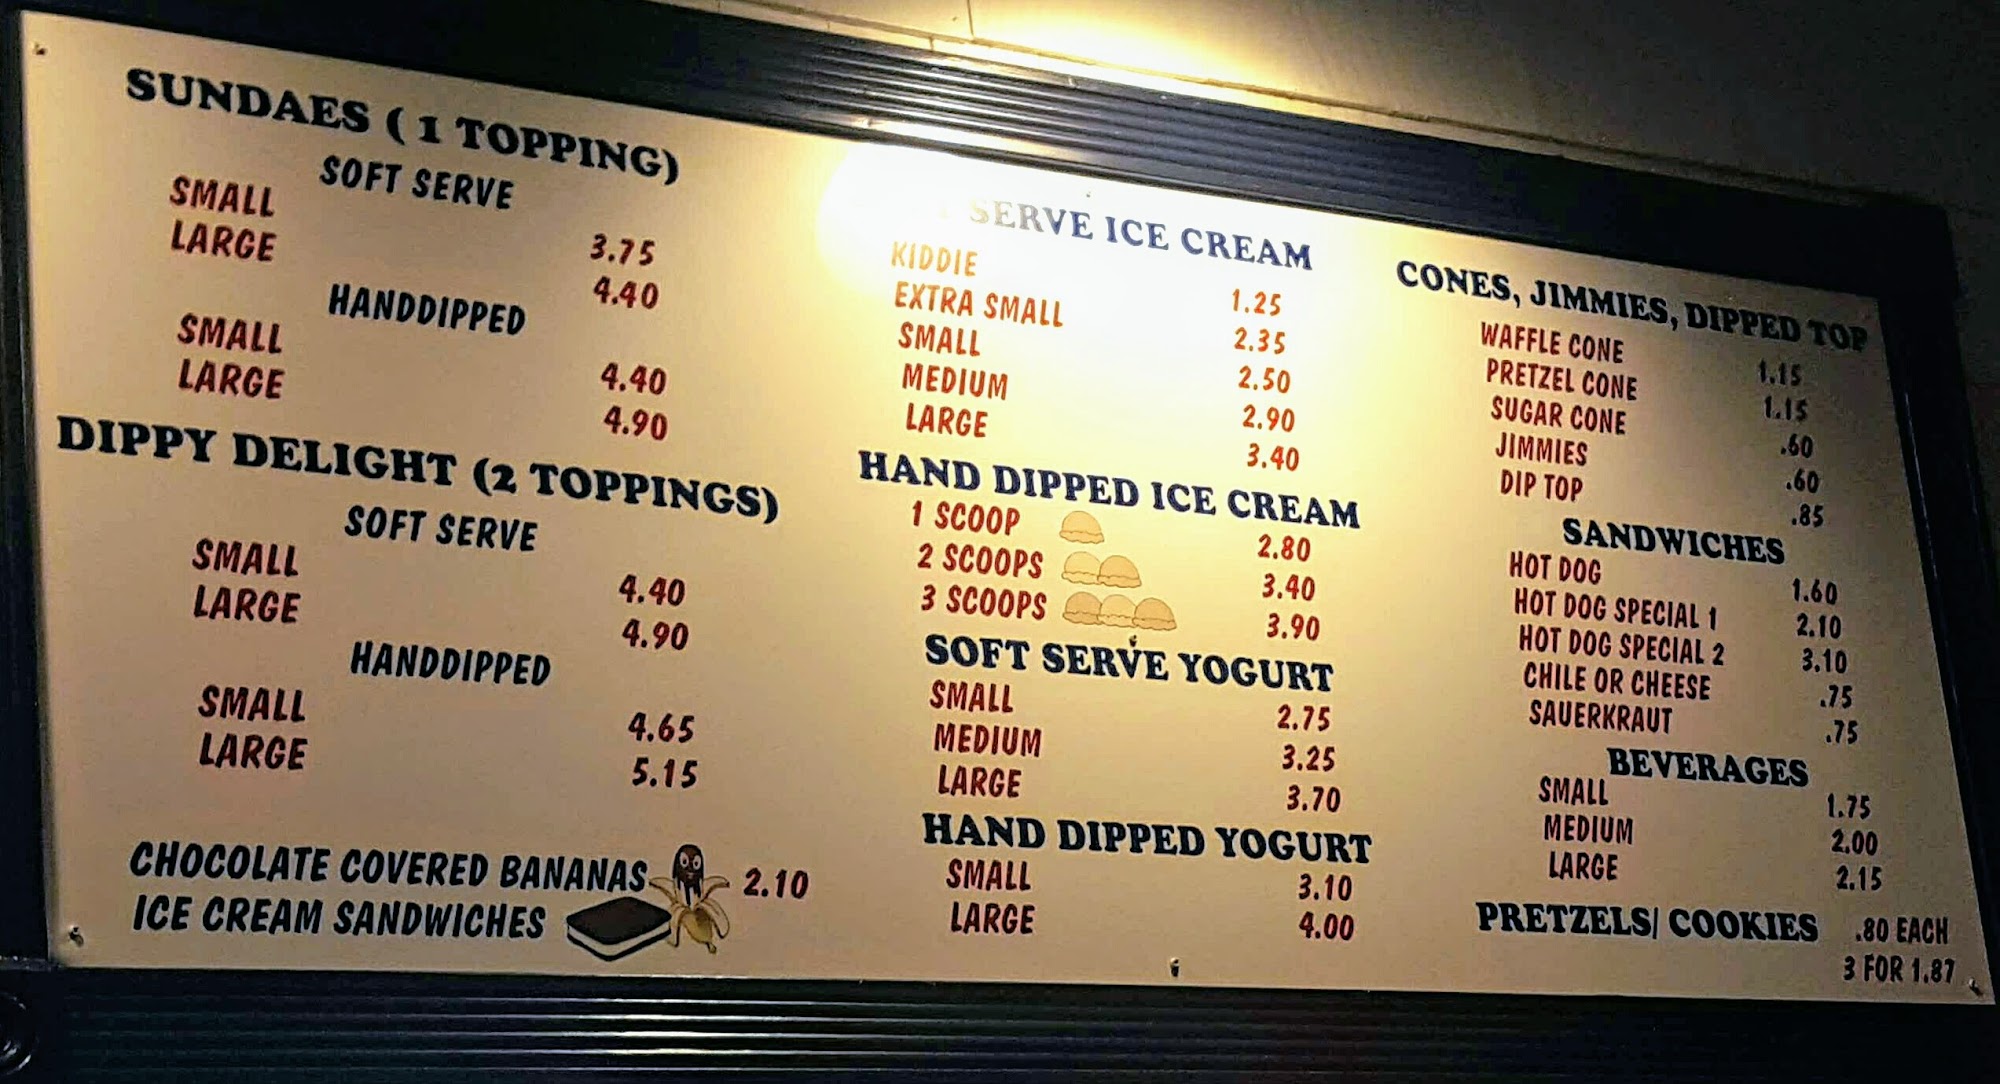 SUNDAES ( 1 TOPPING)
SOFT SERVE
SMALL 3.75
LARGE 4.40
HANDDIPPED
SMALL 4.40
LARGE 4.90
DIPPY DELIGHT (2 TOPPINGS)
SOFT SERVE
SMALL 4.40
LARGE 4.90
HANDDIPPED
SMALL 4.65
LARGE 5.15
CHOCOLATE COVERED BANANAS 2.10
ICE CREAM SANDWICHES
SERVE ICE CREAM
KIDDIE 1.25
EXTRA SMALL 2.35
SMALL 2.50
MEDIUM 2.90
LARGE 3.40
HAND DIPPED ICE CREAM
1 SCOOP 2.80
2 SCOOPS 3.40
3 SCOOPS 3.90
SOFT SERVE YOGURT
SMALL 2.75
MEDIUM 3.25
LARGE 3.70
HAND DIPPED YOGURT
SMALL 3.10
LARGE 4.00
CONES, JIMMIES, DIPPED TOP
WAFFLE CONE 1.15
PRETZEL CONE 1.15
SUGAR CONE .60
JIMMIES .60
DIP TOP .85
SANDWICHES
HOT DOG 1.60
HOT DOG SPECIAL 1 2.10
HOT DOG SPECIAL 2 3.10
CHILE OR CHEESE .75
SAUERKRAUT .75
BEVERAGES
SMALL 1.75
MEDIUM 2.00
LARGE 2.15
PRETZELS/ COOKIES .80 EACH
3 FOR 1.87